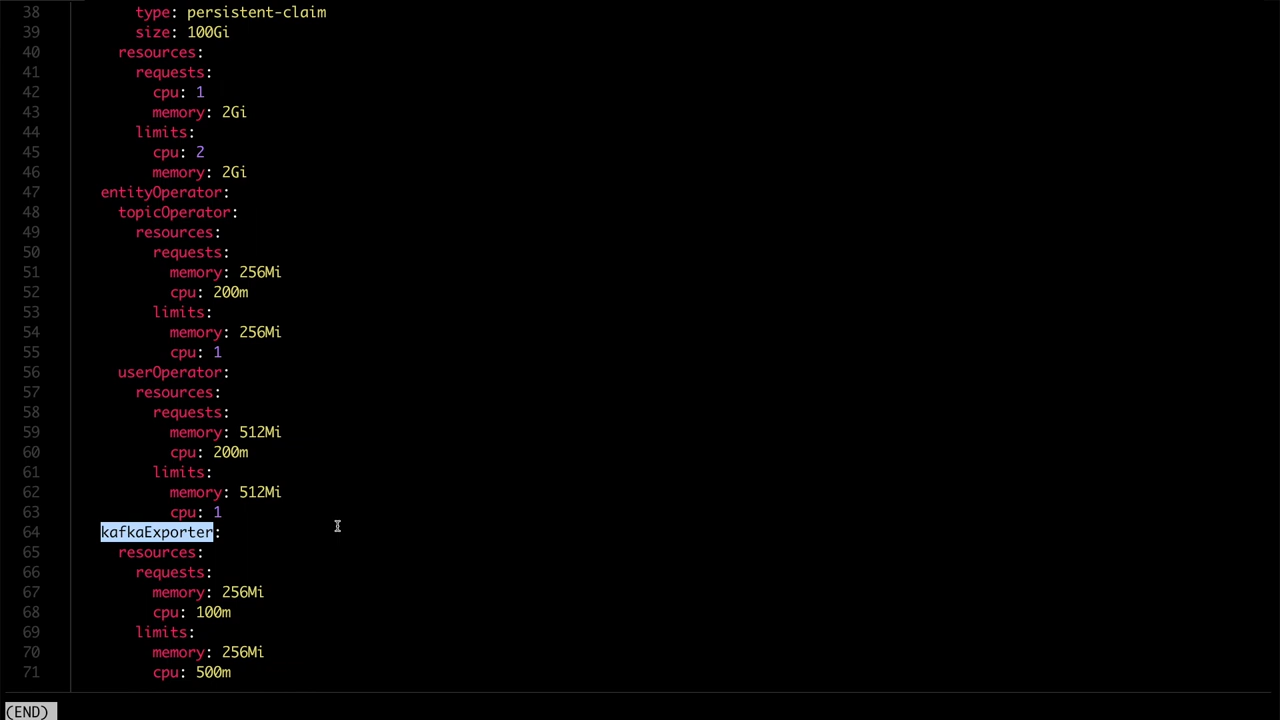 38 type: persistent-claim
39 size: 100Gi
40 resources:
41 requests:
42 cpu: 1
43 memory: 2Gi
44 limits:
45 cpu: 2
46 memory: 2Gi
47 entityOperator:
48 topicOperator:
49 resources:
50 requests:
51 memory: 256Mi
52 cpu: 200m
53 limits:
54 memory: 256Mi
55 cpu: 1
56 userOperator:
57 resources:
58 requests:
59 memory: 512Mi
60 cpu: 200m
61 limits:
62 memory: 512Mi
63 cpu: 1
64 kafkaExporter:
65 resources:
66 requests:
67 memory: 256Mi
68 cpu: 100m
69 limits:
70 memory: 256Mi
71 cpu: 500m
(END)